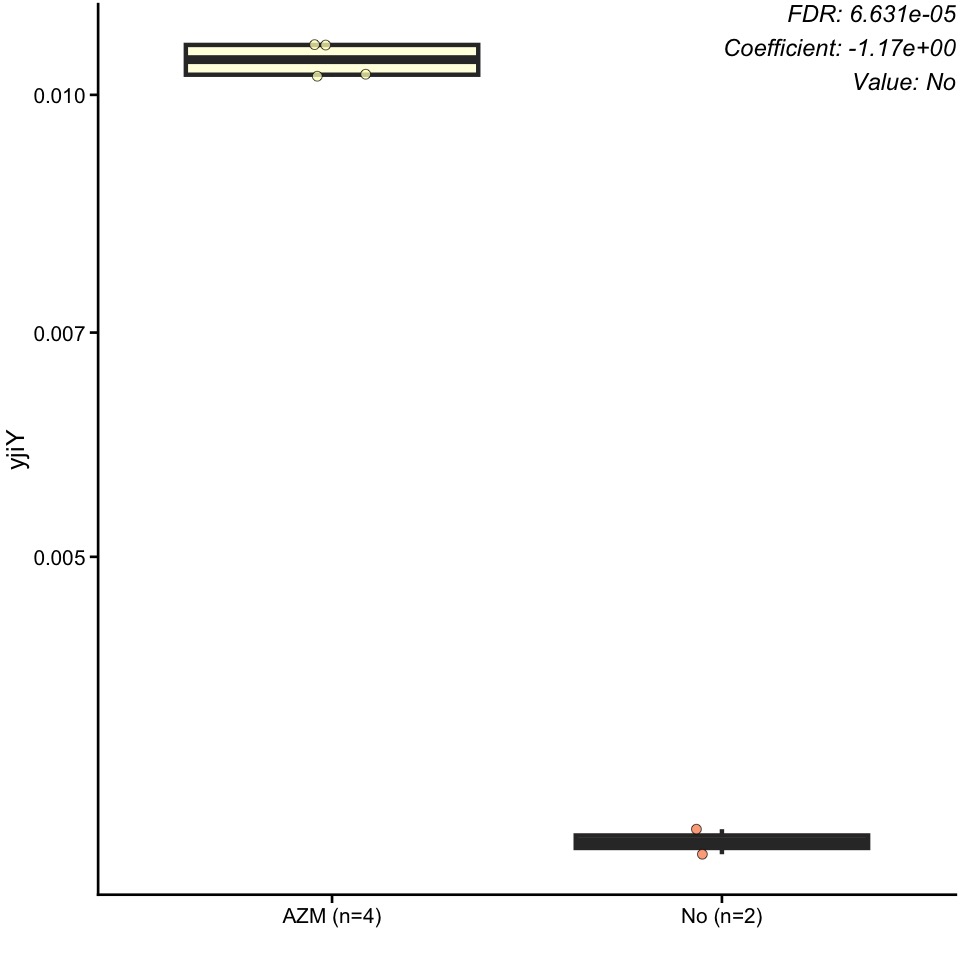 FDR: 6.631e-05
Coefficient: -1.17e+00
Value: No
0.010
0.007
0.005
yjiY
AZM (n=4)
No (n=2)